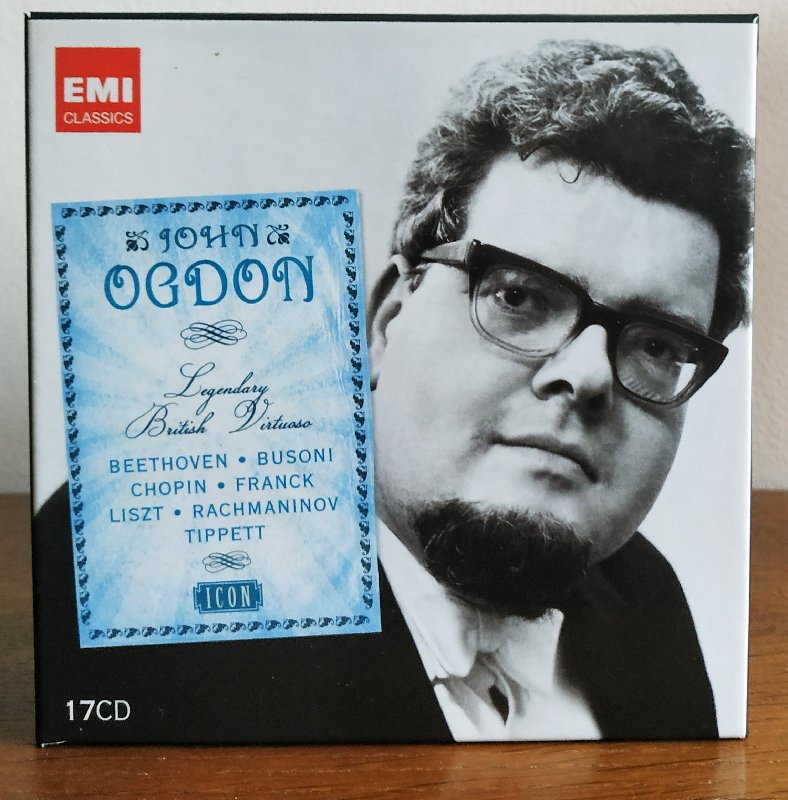 EMI
CLASSICS
JOHN
OGDON
Legendary
British Virtuoso
BEETHOVEN • BUSONI
CHOPIN • FRANCK
LISZT • RACHMANINOV
TIPPETT
ICON
17CD